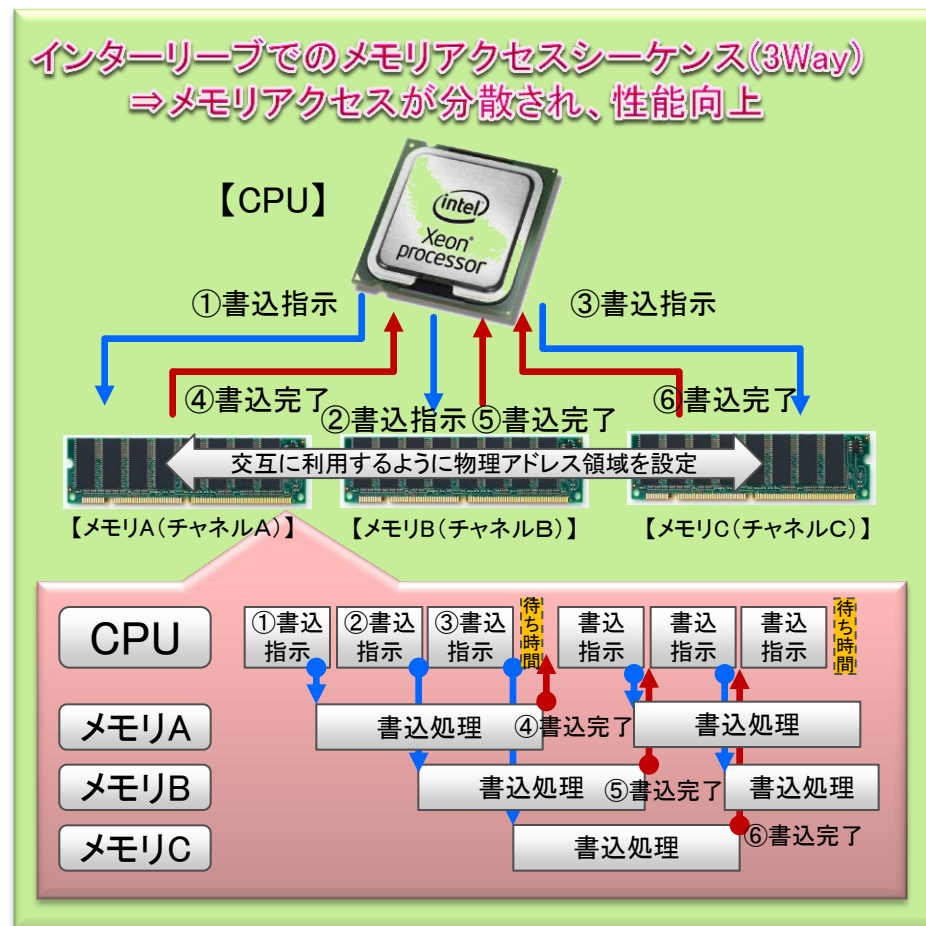 インターリーブでのメモリアクセスシーケンス(3Way)
⇒メモリアクセスが分散され、性能向上
【CPU】
intel
Xeon®
processor
①書込指示
③書込指示
④書込完了
②書込指示
⑤書込完了
⑥書込完了
交互に利用するように物理アドレス領域を設定
【メモリA(チャネルA)】
【メモリB(チャネルB)】
【メモリC(チャネルC)】
CPU
①書込
指示
②書込
指示
③書込
指示
待ち時間
書込
指示
書込
指示
書込
指示
待ち時間
メモリA
書込処理
④書込完了
書込処理
メモリB
書込処理
⑤書込完了
書込処理
メモリC
書込処理
⑥書込完了